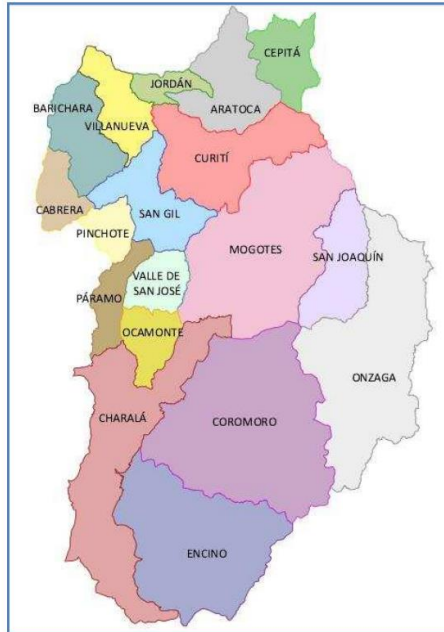 CEPITÁ
JORDÁN
ARATOCA
BARICHARA
VILLANUEVA
CURITÍ
CABRERA
SAN GIL
PINCHOTE
MOGOTES
SAN JOAQUÍN
VALLE DE
SAN JOSÉ
PÁRAMO
OCAMONTE
ONZAGA
CHARALÁ
COROMORO
ENCINO